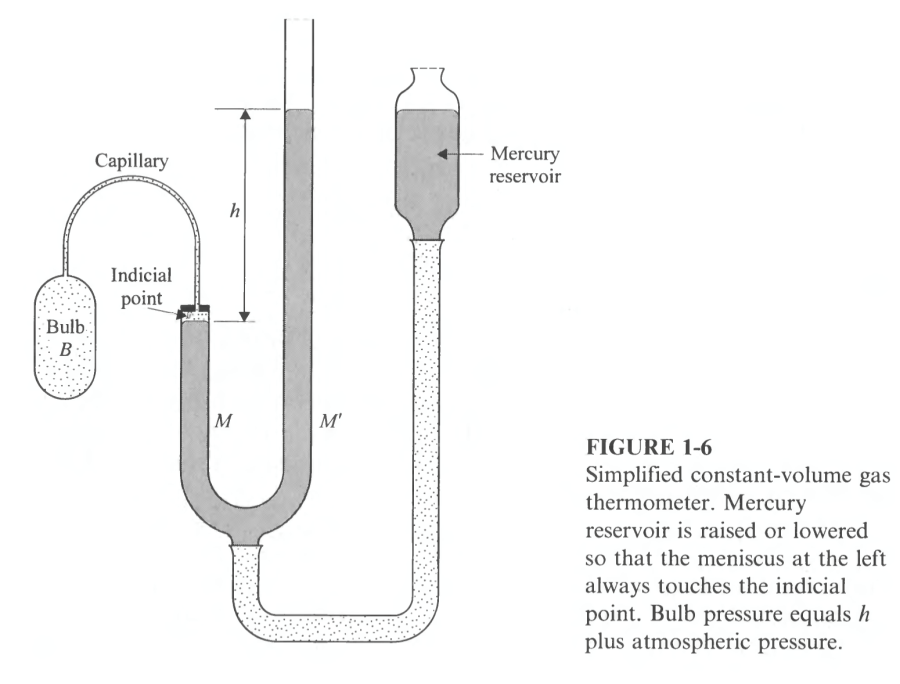 Capillary
Mercury
reservoir
h
Indicial
point
Bulb
B
M
M'
FIGURE 1-6
Simplified constant-volume gas
thermometer. Mercury
reservoir is raised or lowered
so that the meniscus at the left
always touches the indicial
point. Bulb pressure equals h
plus atmospheric pressure.